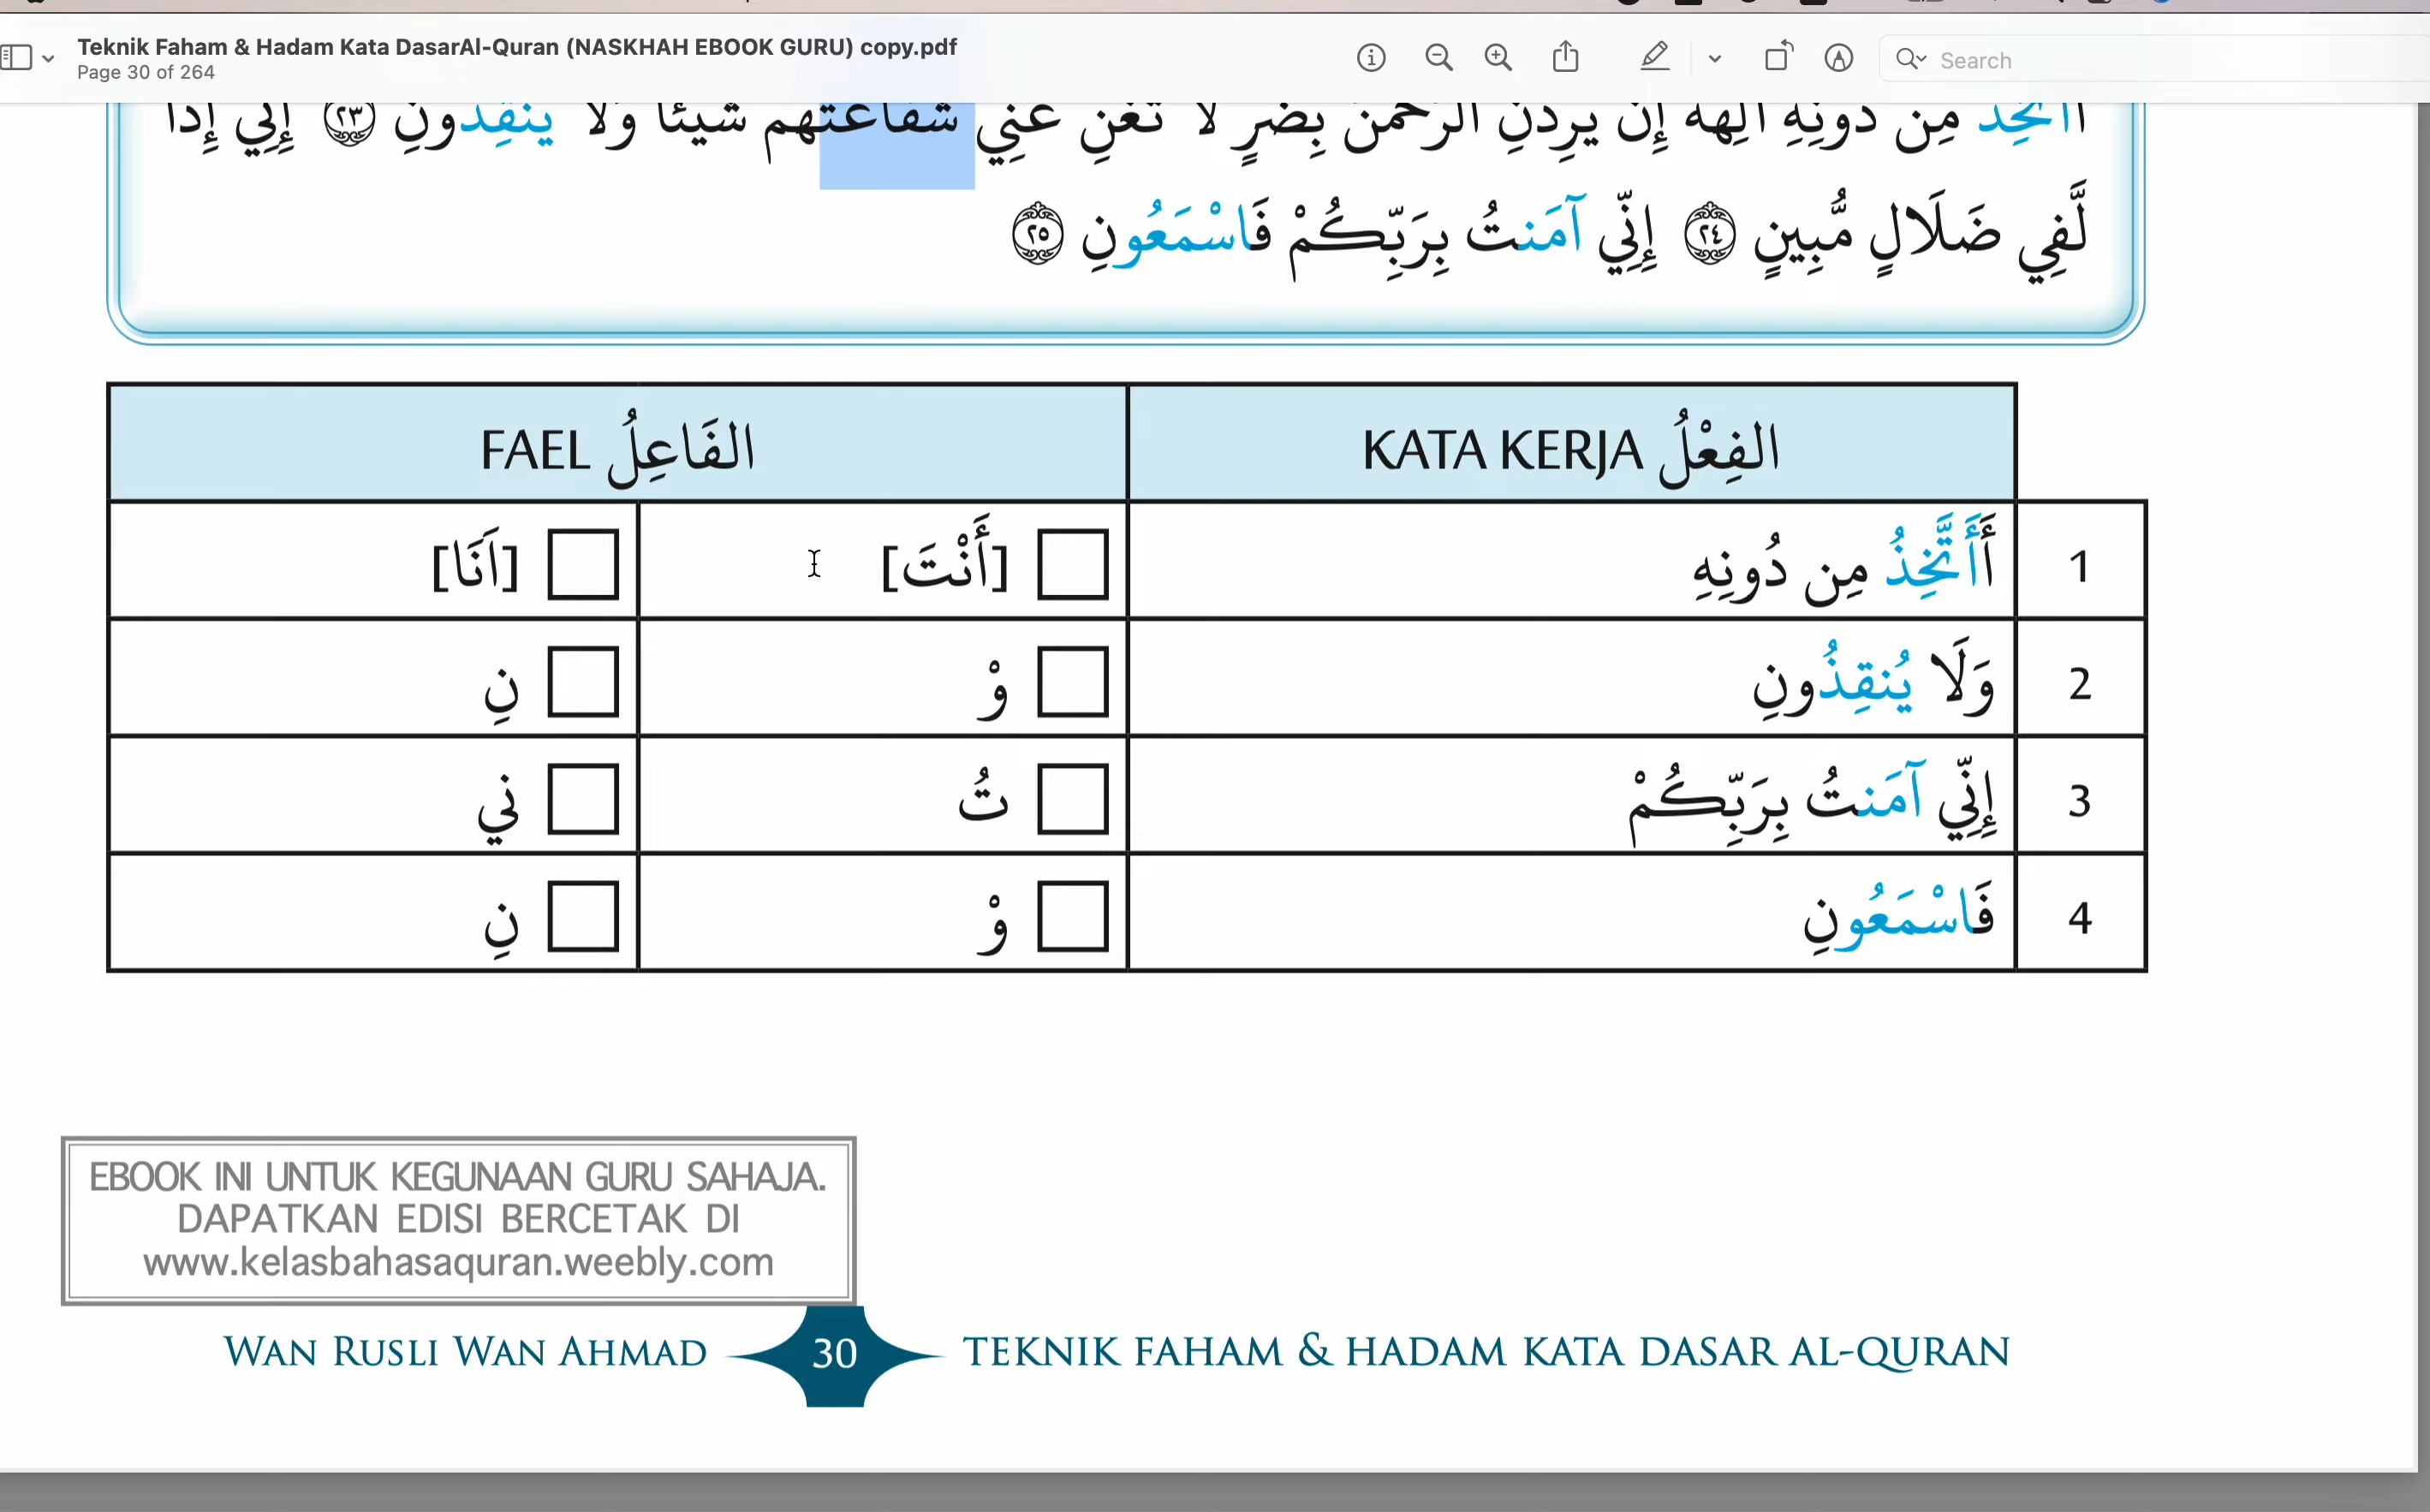 Teknik Faham & Hadam Kata DasarAl-Quran (NASKHAH EBOOK GURU) copy.pdf
Page 30 of 264
Search
أَأَتَّخِذُ مِن دُونِهِ آلِهَةً إِن يُرِدْنِ الرَّحْمَٰنُ بِضُرٍّ لَّا تُغْنِ عَنِّي شَفَاعَتُهُمْ شَيْئًا وَلَا يُنقِذُونِ ٢٣ إِنِّي إِذًا
لَّفِي ضَلَالٍ مُّبِينٍ ٢٤ إِنِّي آمَنتُ بِرَبِّكُمْ فَاسْمَعُونِ ٢٥
KATA KERJA الفِعْلُ FAEL الفَاعِلُ
1 أَأَتَّخِذُ مِن دُونِهِ [أَنْتَ] [اَنَا]
2 وَلَا يُنقِذُونِ وْ نِ
3 إِنِّي آمَنتُ بِرَبِّكُمْ تُ ني
4 فَاسْمَعُونِ وْ نِ
EBOOK INI UNTUK KEGUNAAN GURU SAHAJA.
DAPATKAN EDISI BERCETAK DI
www.kelasbahasaquran.weebly.com
WAN RUSLI WAN AHMAD 30 TEKNIK FAHAM & HADAM KATA DASAR AL-QURAN